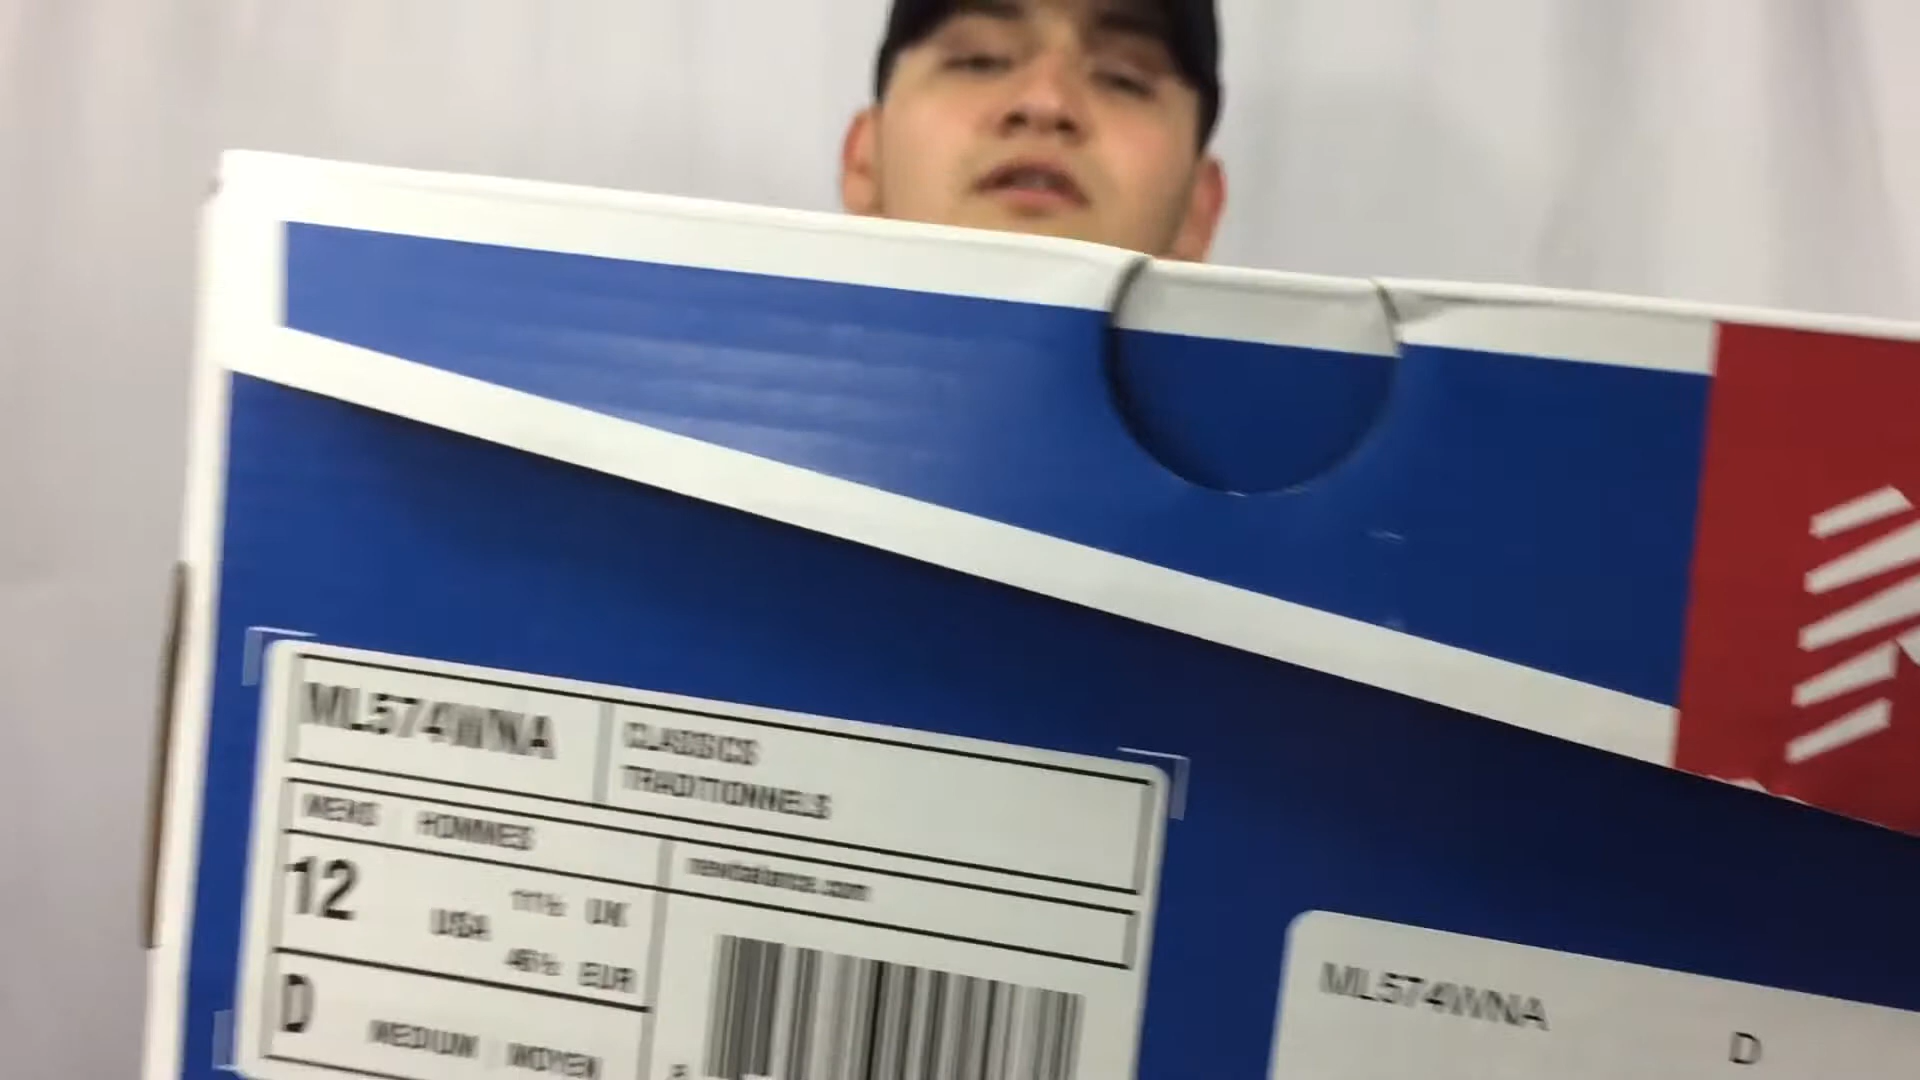 ML574WNA
CLASSICS
TRADITIONNELS
MENS HOMMES
newbalance.com
12 USA
11½ UK
46½ EUR
D MEDIUM MOYEN
ML574WNA D